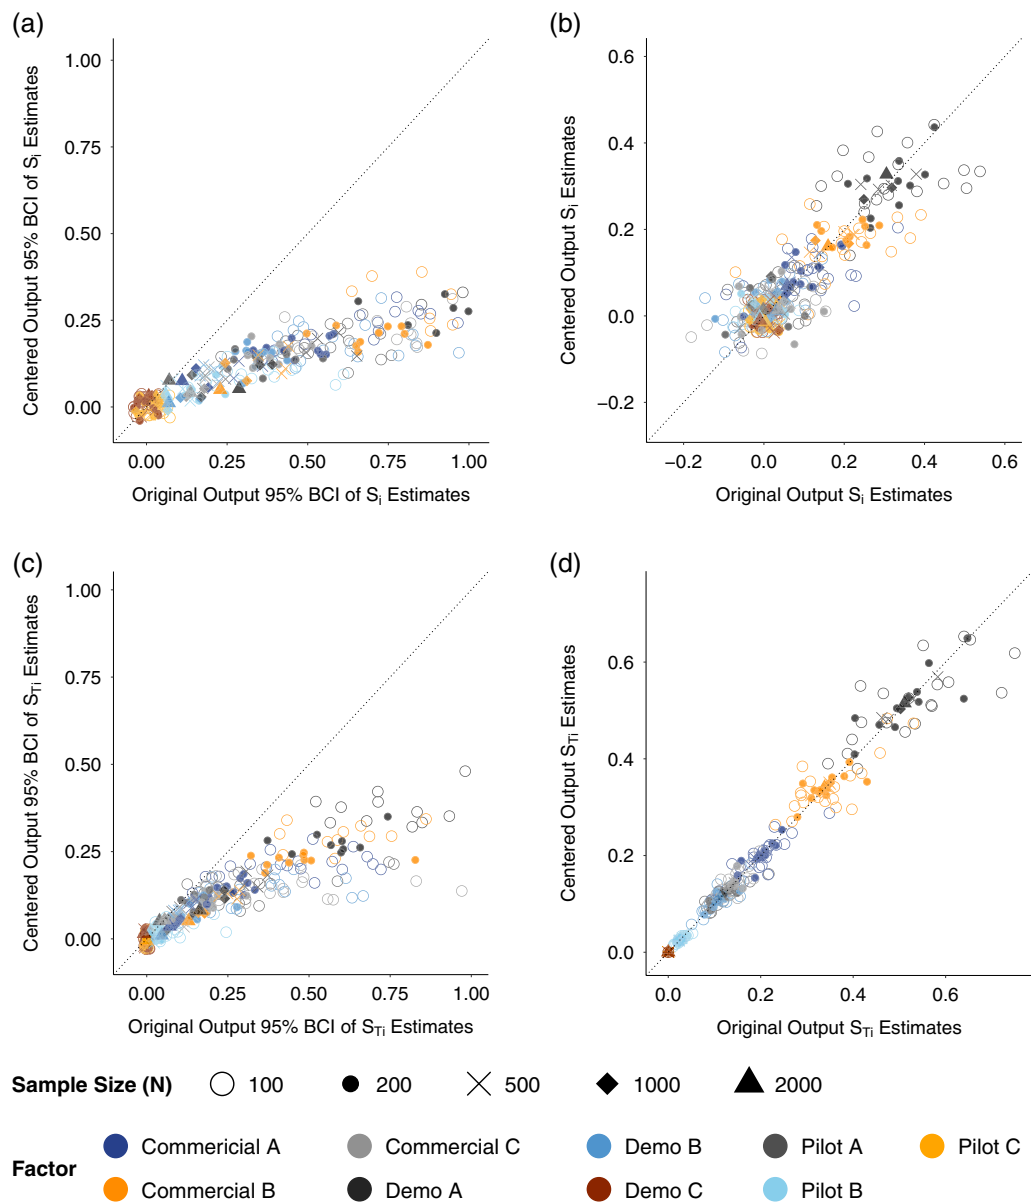 (a)
Centered Output 95% BCI of Si Estimates
1.00
0.75
0.50
0.25
0.00
0.00 0.25 0.50 0.75 1.00
Original Output 95% BCI of Si Estimates
(b)
Centered Output Si Estimates
0.6
0.4
0.2
0.0
−0.2
−0.2 0.0 0.2 0.4 0.6
Original Output Si Estimates
(c)
Centered Output 95% BCI of STi Estimates
1.00
0.75
0.50
0.25
0.00
0.00 0.25 0.50 0.75 1.00
Original Output 95% BCI of STi Estimates
(d)
Centered Output STi Estimates
0.6
0.4
0.2
0.0
0.0 0.2 0.4 0.6
Original Output STi Estimates
Sample Size (N) 100 200 500 1000 2000
Factor
Commericial A Commercial C Demo B Pilot A Pilot C
Commercial B Demo A Demo C Pilot B